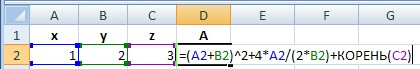 A B C D E F G
1 x y z A
2 1 2 3 =(A2+B2)^2+4*A2/(2*B2)+КОРЕНЬ(C2)